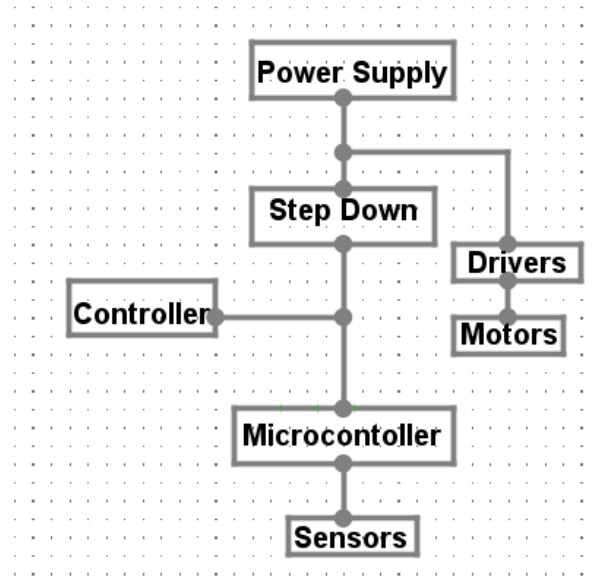 Power Supply
Step Down
Drivers
Controller
Motors
Microcontoller
Sensors